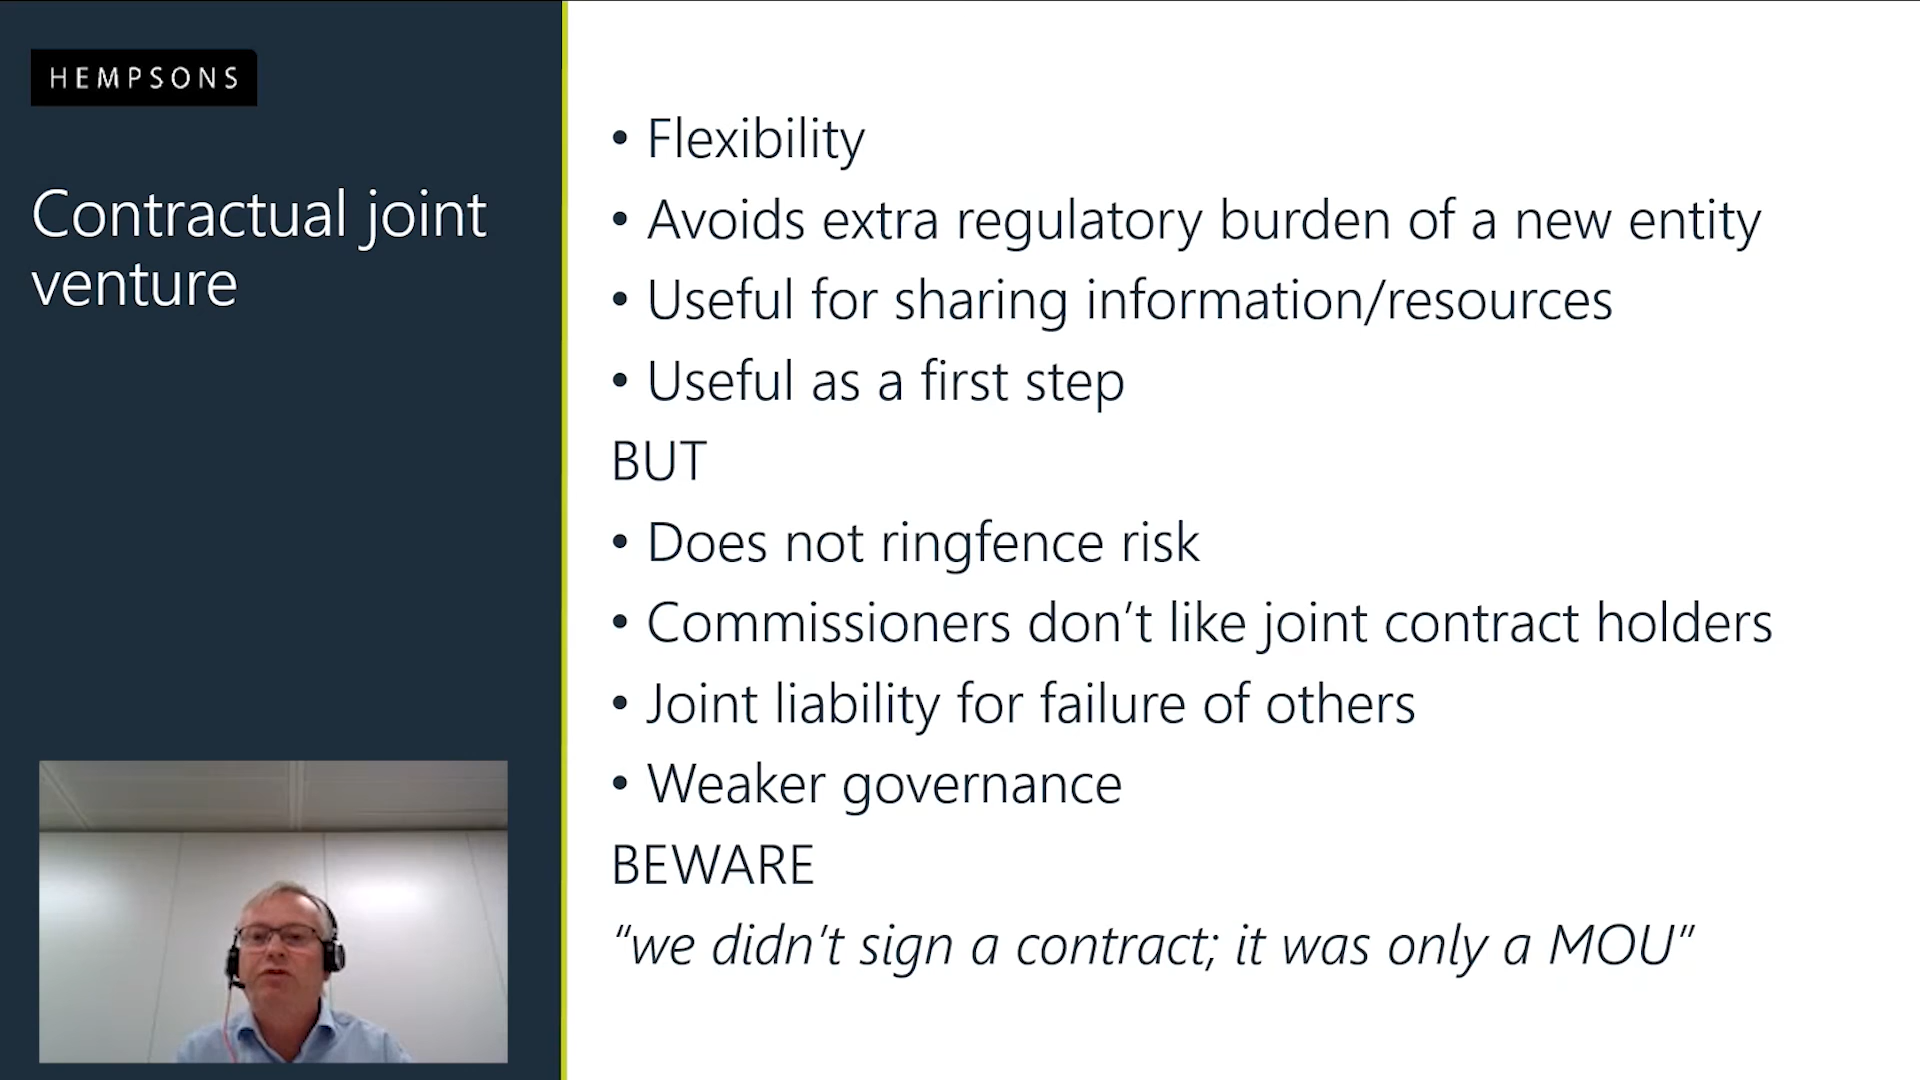 HEMPSONS
Contractual joint
venture
• Flexibility
• Avoids extra regulatory burden of a new entity
• Useful for sharing information/resources
• Useful as a first step
BUT
• Does not ringfence risk
• Commissioners don’t like joint contract holders
• Joint liability for failure of others
• Weaker governance
BEWARE
“we didn’t sign a contract; it was only a MOU”